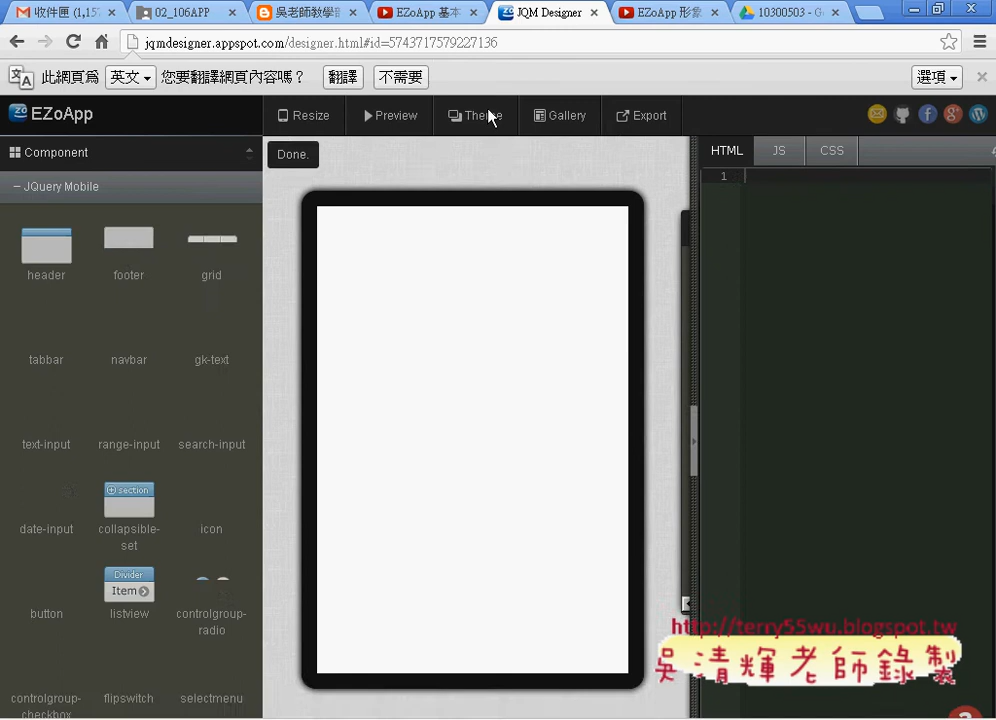 收件匣 (1,15
02_106APP
吳老師教學
EZoApp 基本
JQM Designer
EZoApp 形象
10300503 - G
jqmdesigner.appspot.com/designer.html#id=5743717579227136
此網頁為 英文 您要翻譯網頁內容嗎？ 翻譯 不需要 選項
EZoApp
Resize Preview Theme Gallery Export
Component
Done.
HTML JS CSS
− JQuery Mobile
1
header footer grid
tabbar navbar gk-text
text-input range-input search-input
section
date-input collapsible-set icon
Divider
Item
button listview controlgroup-radio
controlgroup-checkbox flipswitch selectmenu
http://terry55wu.blogspot.tw
吳清輝老師錄製